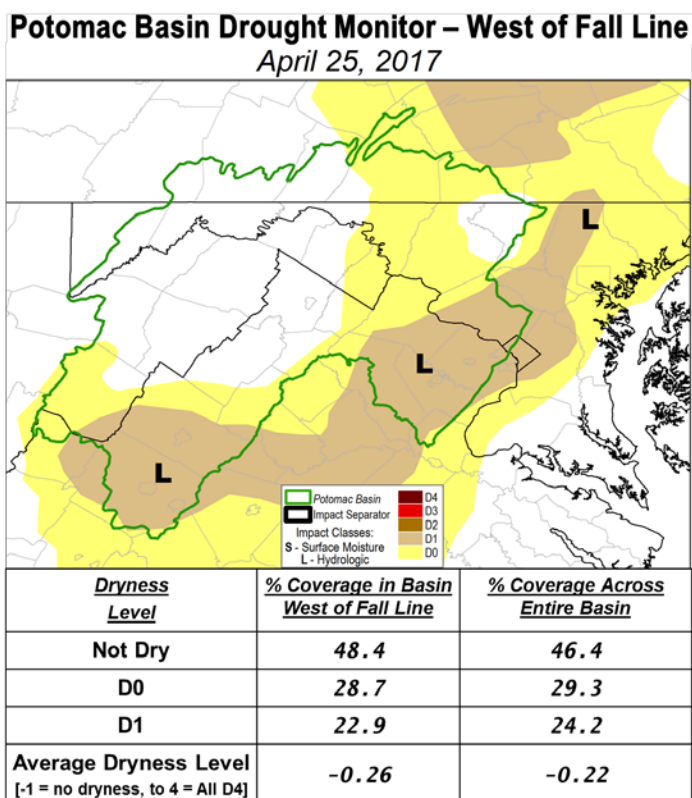 Potomac Basin Drought Monitor – West of Fall Line
April 25, 2017
L
L
L
Potomac Basin
Impact Separator
Impact Classes:
S - Surface Moisture
L - Hydrologic
D4
D3
D2
D1
D0
Dryness Level
% Coverage in Basin West of Fall Line
% Coverage Across Entire Basin
Not Dry 48.4 46.4
D0 28.7 29.3
D1 22.9 24.2
Average Dryness Level
[-1 = no dryness, to 4 = All D4]
-0.26 -0.22